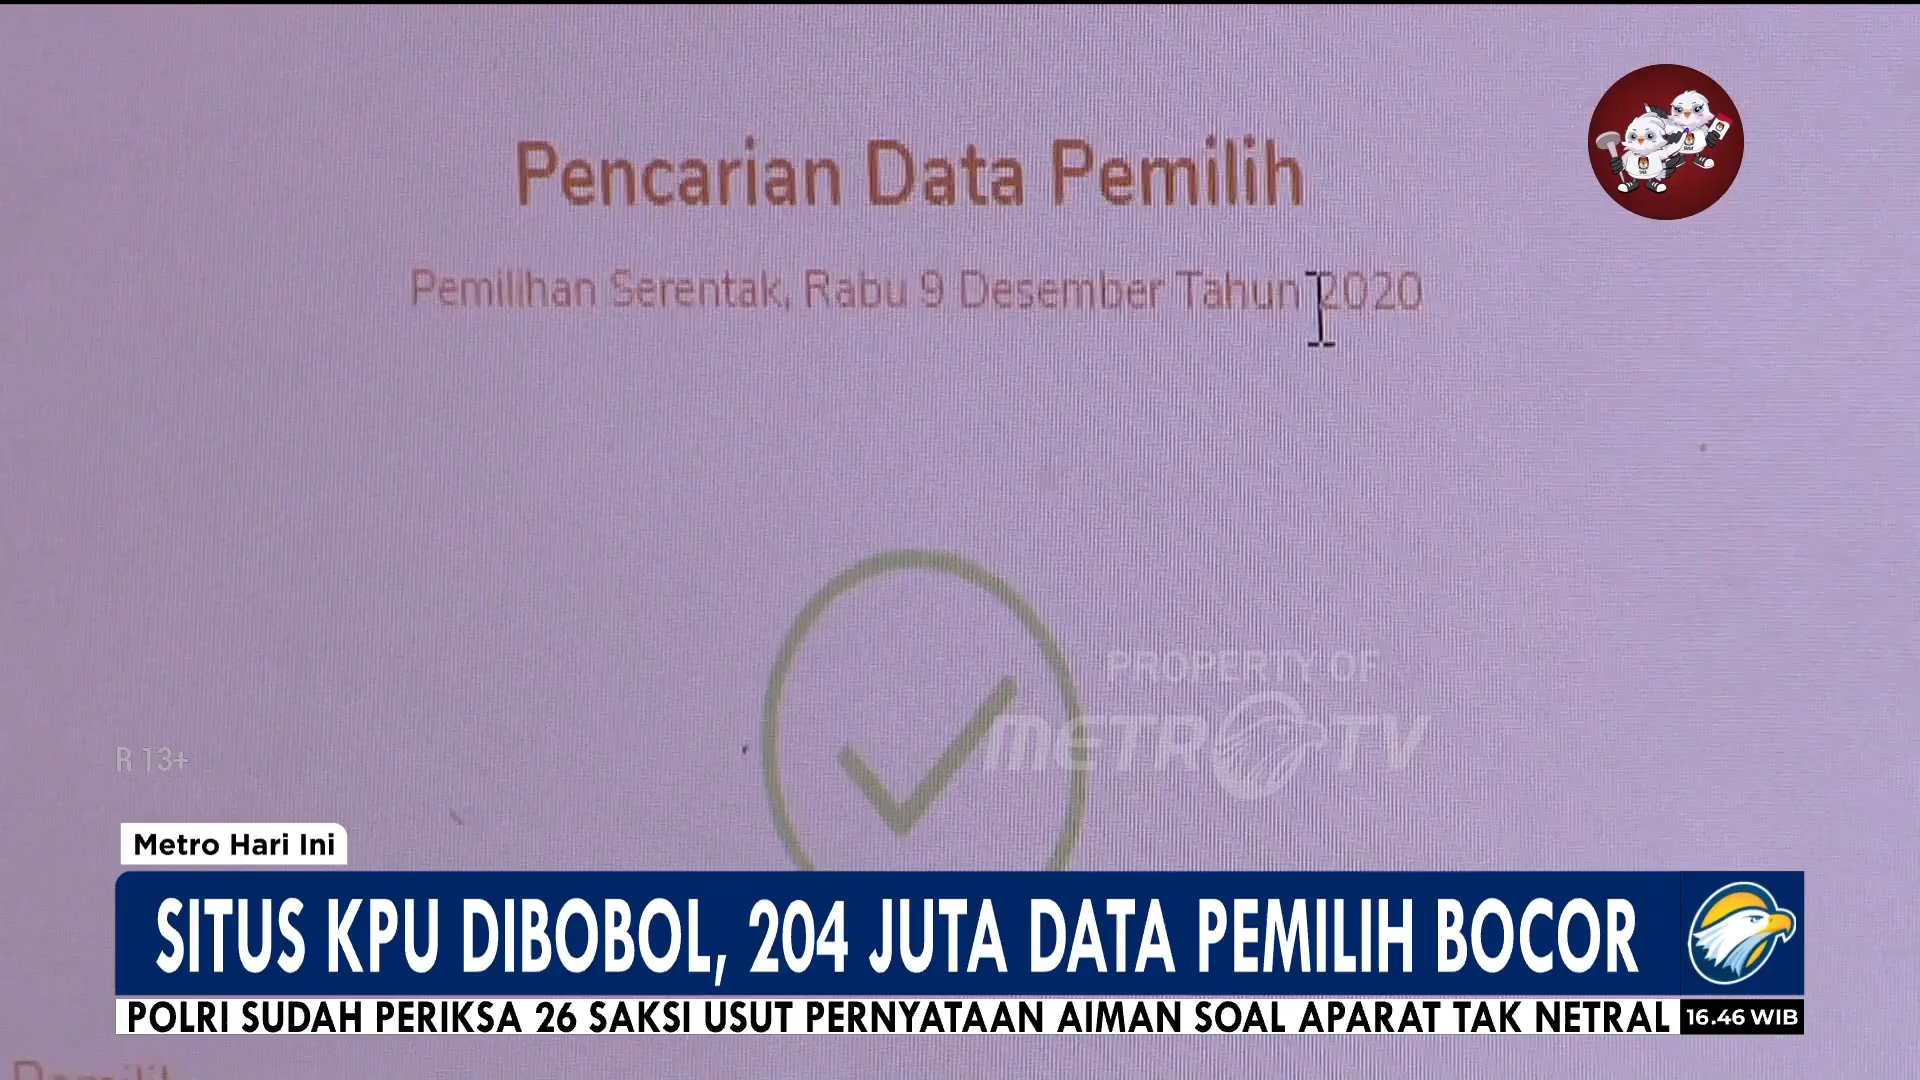 Pencarian Data Pemilih
Pemilihan Serentak, Rabu 9 Desember Tahun 2020
PROPERTY OF
METRO TV
R 13+
Metro Hari Ini
SITUS KPU DIBOBOL, 204 JUTA DATA PEMILIH BOCOR
POLRI SUDAH PERIKSA 26 SAKSI USUT PERNYATAAN AIMAN SOAL APARAT TAK NETRAL
16.46 WIB